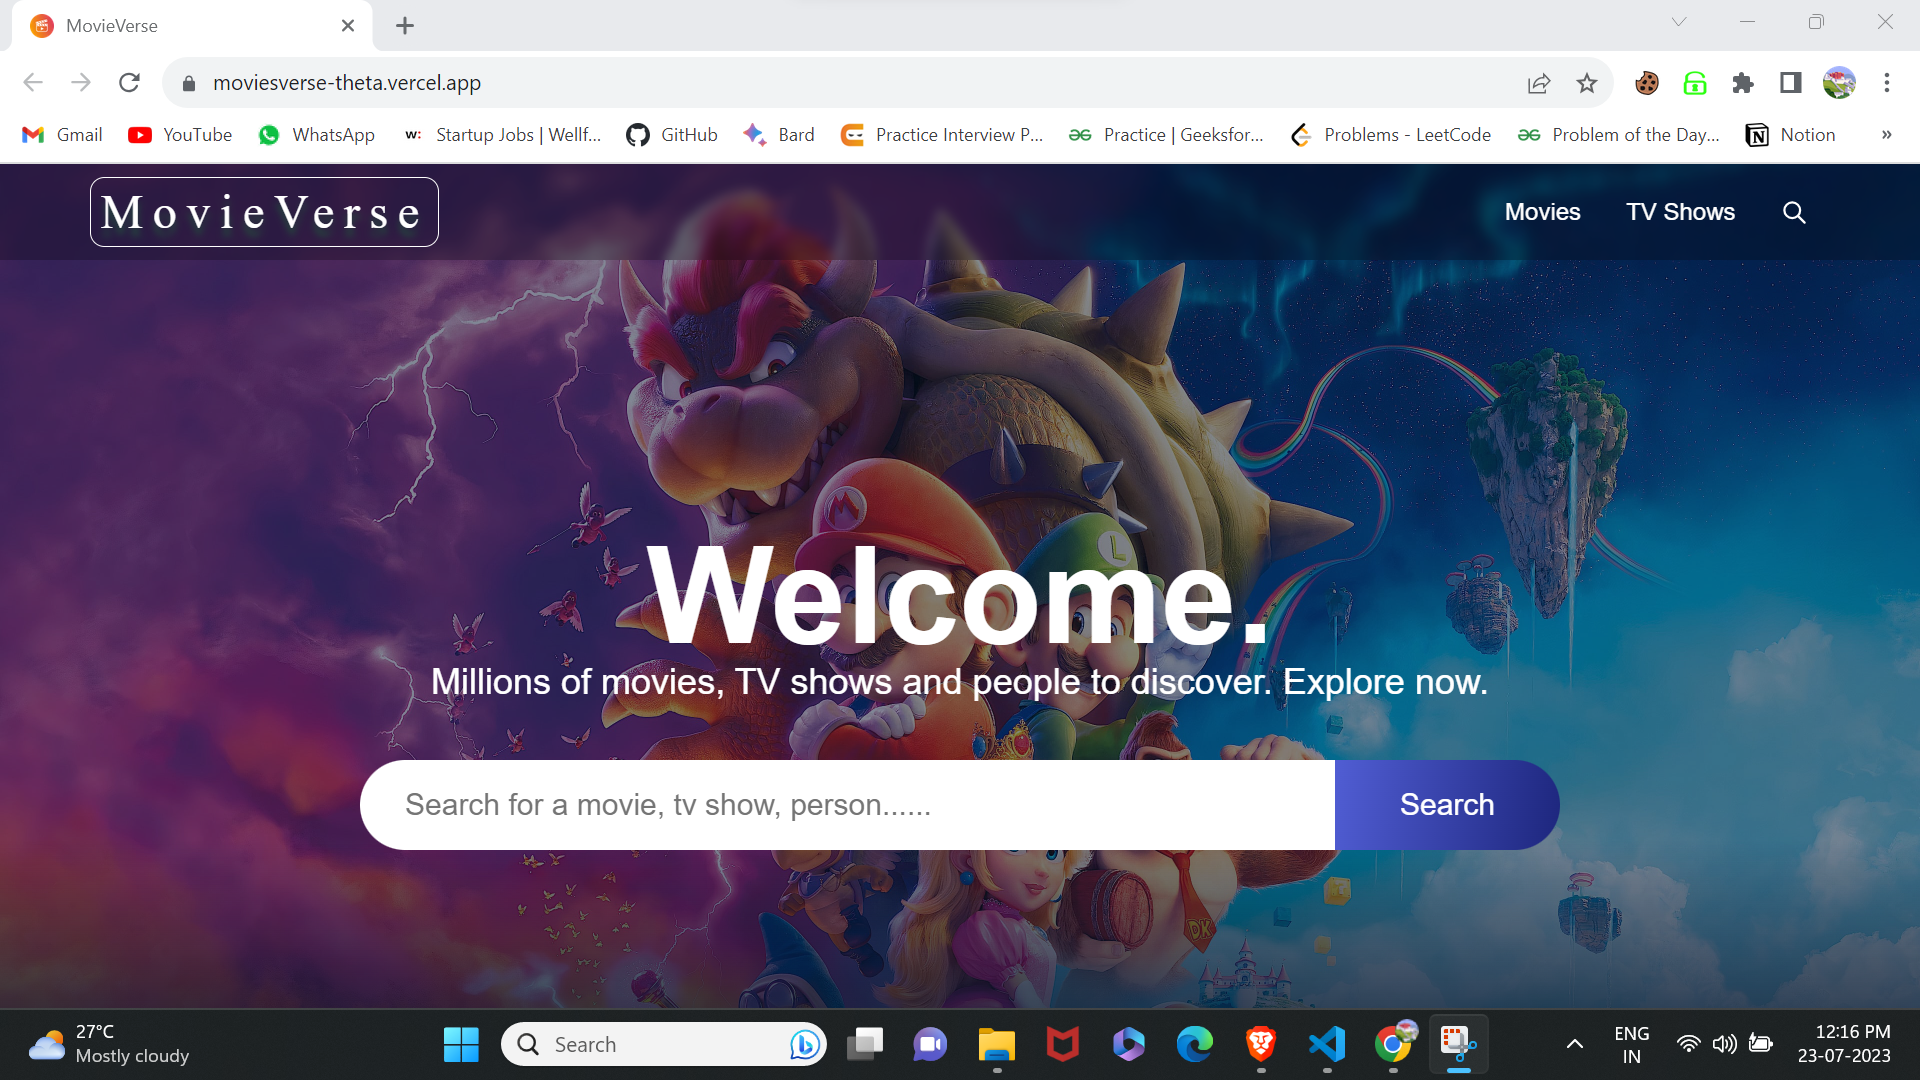 MovieVerse
moviesverse-theta.vercel.app
Gmail
YouTube
WhatsApp
w: Startup Jobs | Wellf...
GitHub
Bard
Practice Interview P...
Practice | Geeksfor...
Problems - LeetCode
Problem of the Day...
Notion
»
MovieVerse
Movies
TV Shows
M
L
Welcome.
Millions of movies, TV shows and people to discover. Explore now.
Search for a movie, tv show, person......
Search
DK
27°C
Mostly cloudy
Search
ENG
IN
12:16 PM
23-07-2023